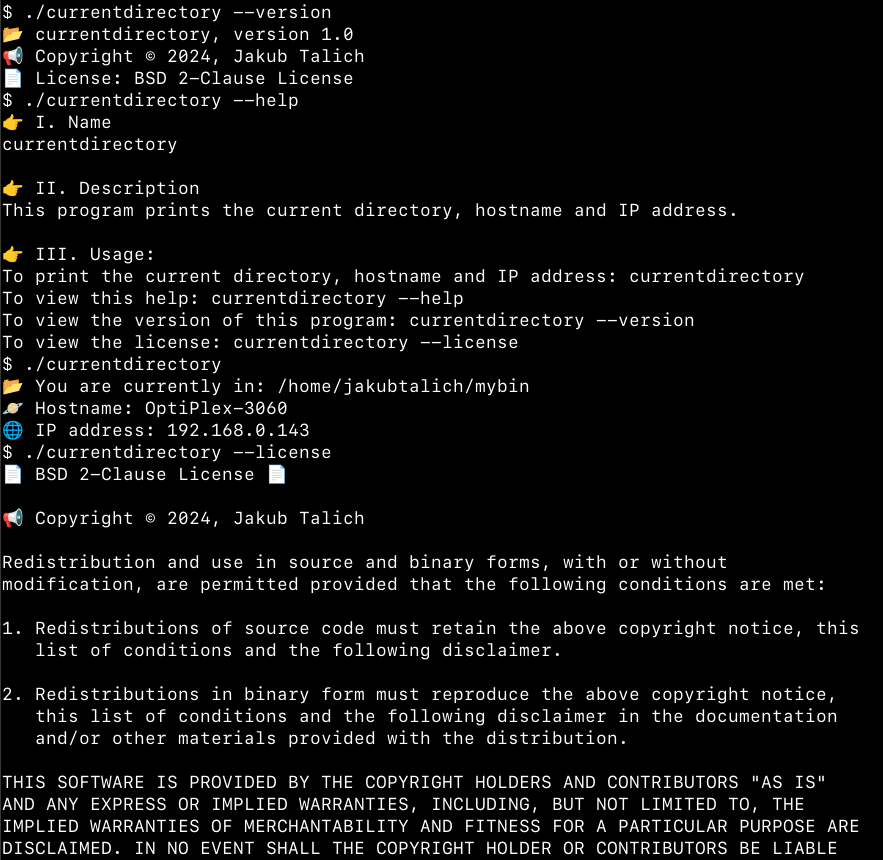 $ ./currentdirectory --version
📂 currentdirectory, version 1.0
📢 Copyright © 2024, Jakub Talich
📄 License: BSD 2-Clause License
$ ./currentdirectory --help
👉 I. Name
currentdirectory

👉 II. Description
This program prints the current directory, hostname and IP address.

👉 III. Usage:
To print the current directory, hostname and IP address: currentdirectory
To view this help: currentdirectory --help
To view the version of this program: currentdirectory --version
To view the license: currentdirectory --license
$ ./currentdirectory
📂 You are currently in: /home/jakubtalich/mybin
🪐 Hostname: OptiPlex-3060
🌐 IP address: 192.168.0.143
$ ./currentdirectory --license
📄 BSD 2-Clause License 📄

📢 Copyright © 2024, Jakub Talich

Redistribution and use in source and binary forms, with or without
modification, are permitted provided that the following conditions are met:

1. Redistributions of source code must retain the above copyright notice, this
   list of conditions and the following disclaimer.

2. Redistributions in binary form must reproduce the above copyright notice,
   this list of conditions and the following disclaimer in the documentation
   and/or other materials provided with the distribution.

THIS SOFTWARE IS PROVIDED BY THE COPYRIGHT HOLDERS AND CONTRIBUTORS "AS IS"
AND ANY EXPRESS OR IMPLIED WARRANTIES, INCLUDING, BUT NOT LIMITED TO, THE
IMPLIED WARRANTIES OF MERCHANTABILITY AND FITNESS FOR A PARTICULAR PURPOSE ARE
DISCLAIMED. IN NO EVENT SHALL THE COPYRIGHT HOLDER OR CONTRIBUTORS BE LIABLE